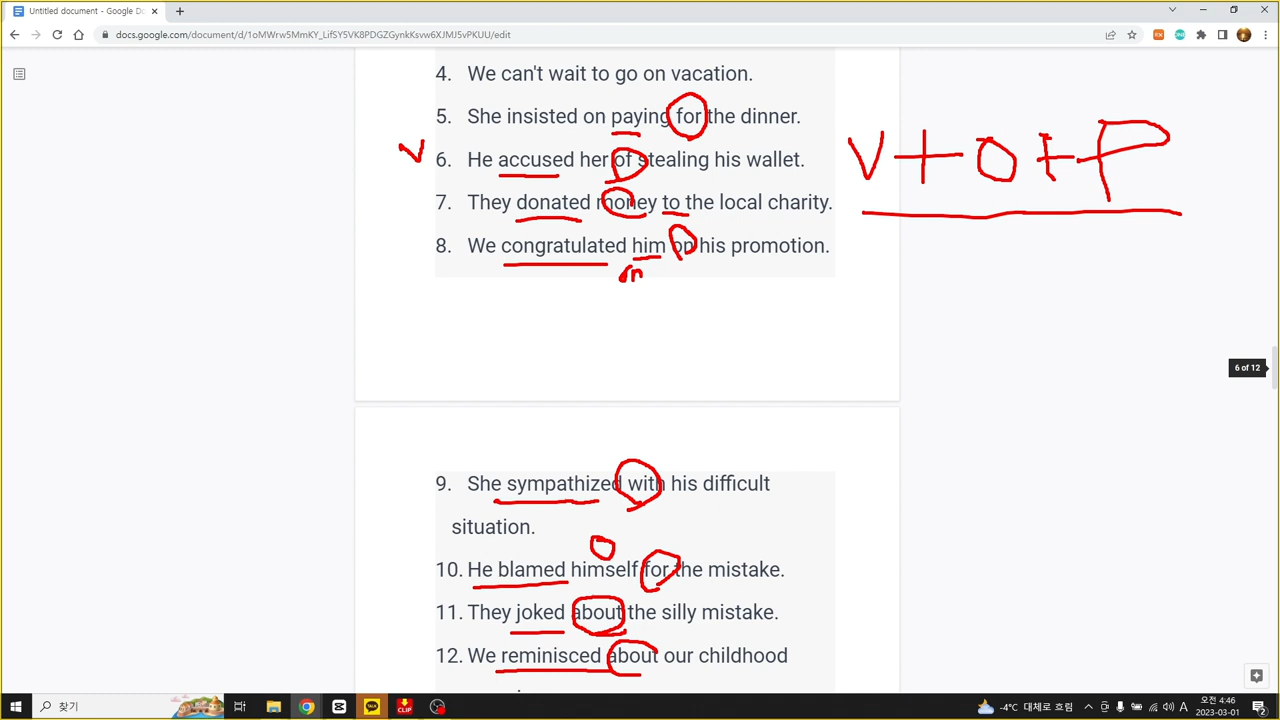 Untitled document - Google Do
docs.google.com/document/d/1oMWrw5MmKY_LifSY5VK8PDGZGynkKsvw6XJMJ5vPKUU/edit
4. We can't wait to go on vacation.
5. She insisted on paying for the dinner.
V
6. He accused her of stealing his wallet.
V+O+P
7. They donated money to the local charity.
8. We congratulated him on his promotion.
on
6 of 12
9. She sympathized with his difficult
situation.
O
10. He blamed himself for the mistake.
11. They joked about the silly mistake.
12. We reminisced about our childhood
찾기
CLIP
-4°C 대체로 흐림
A
오전 4:46
2023-03-01
2